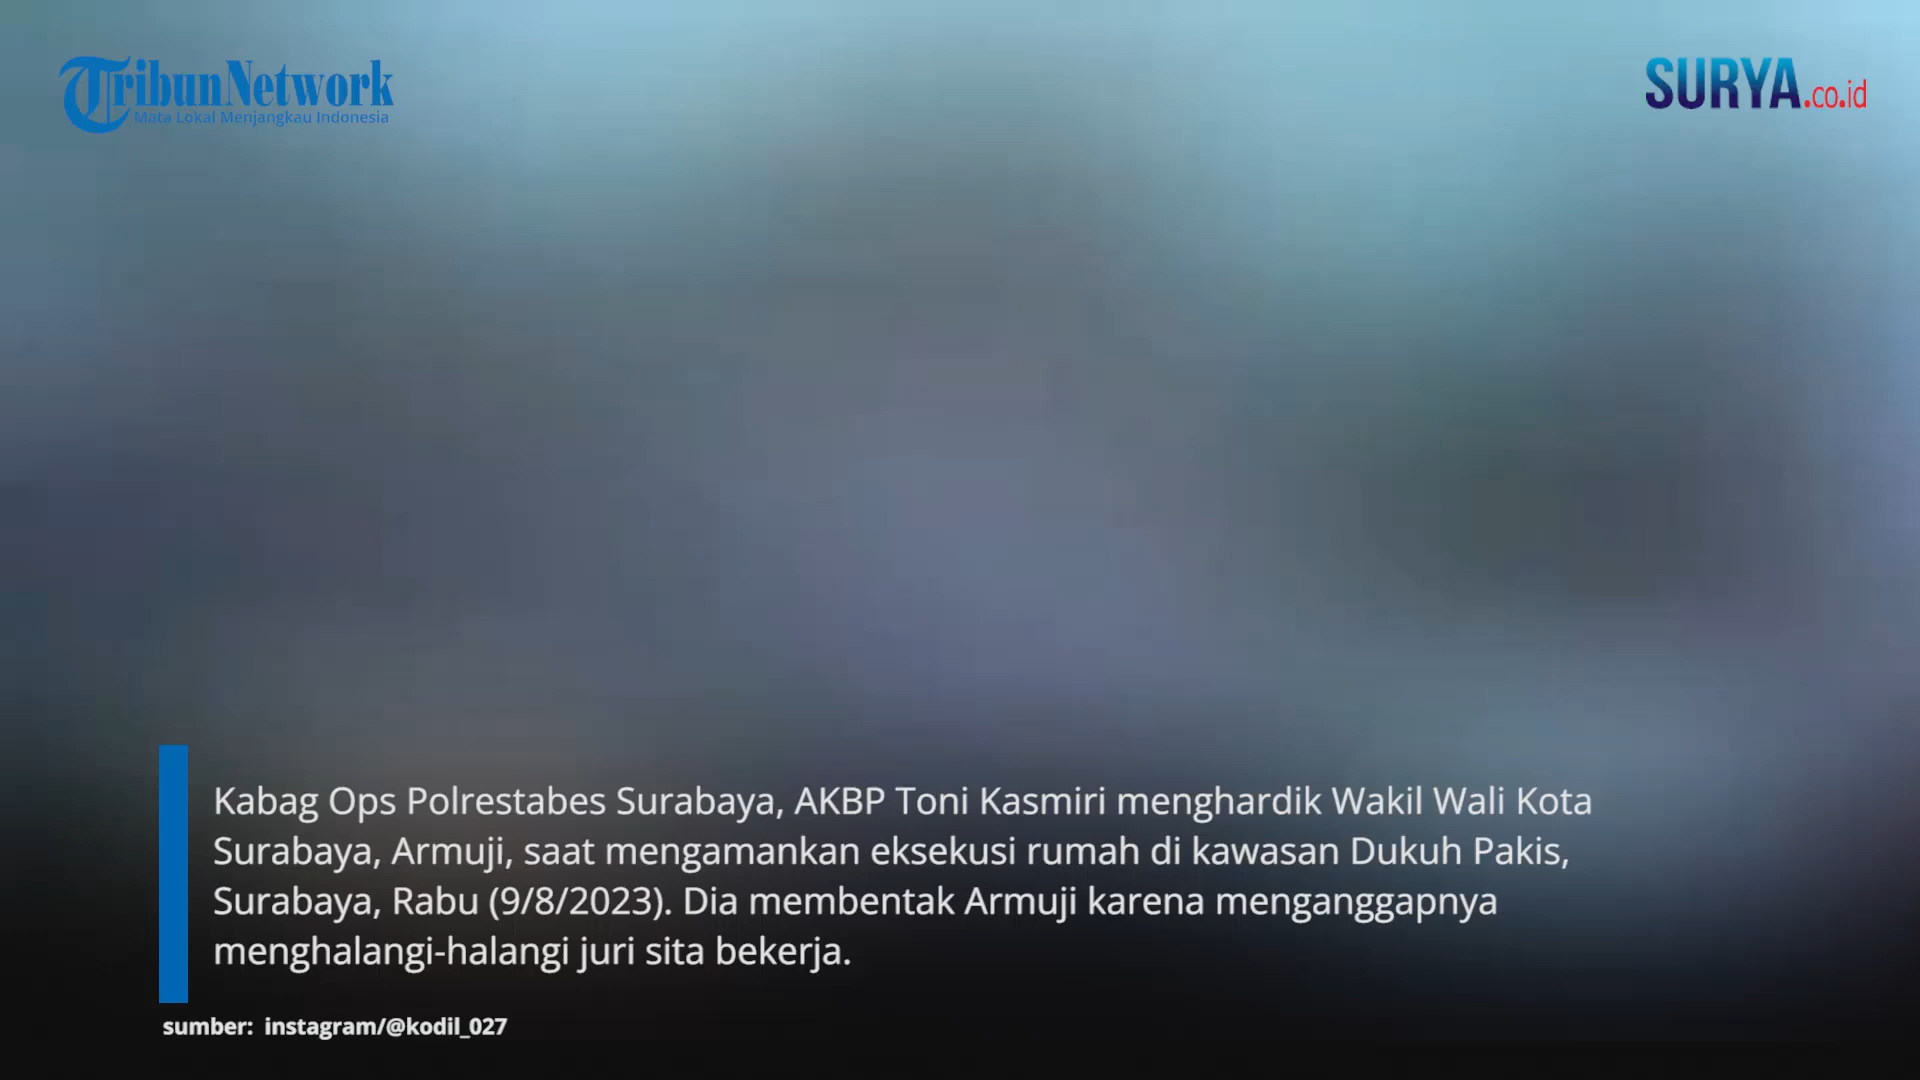 TribunNetwork
Mata Lokal Menjangkau Indonesia
SURYA.co.id
Kabag Ops Polrestabes Surabaya, AKBP Toni Kasmiri menghardik Wakil Wali Kota
Surabaya, Armuji, saat mengamankan eksekusi rumah di kawasan Dukuh Pakis,
Surabaya, Rabu (9/8/2023). Dia membentak Armuji karena menganggapnya
menghalangi-halangi juri sita bekerja.
sumber: instagram/@kodil_027